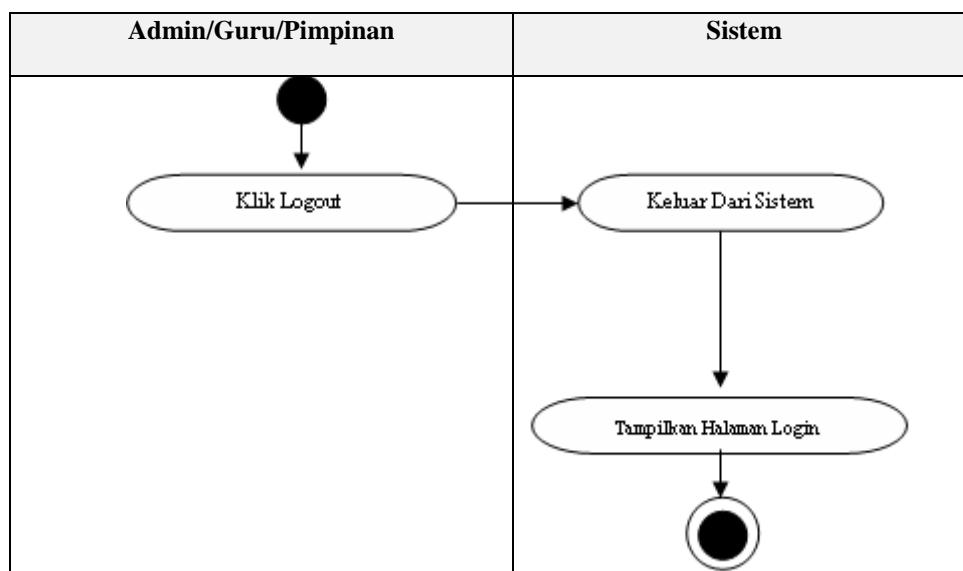 Admin/Guru/Pimpinan
Sistem
Klik Logout
Keluar Dari Sistem
Tampilkan Halaman Login